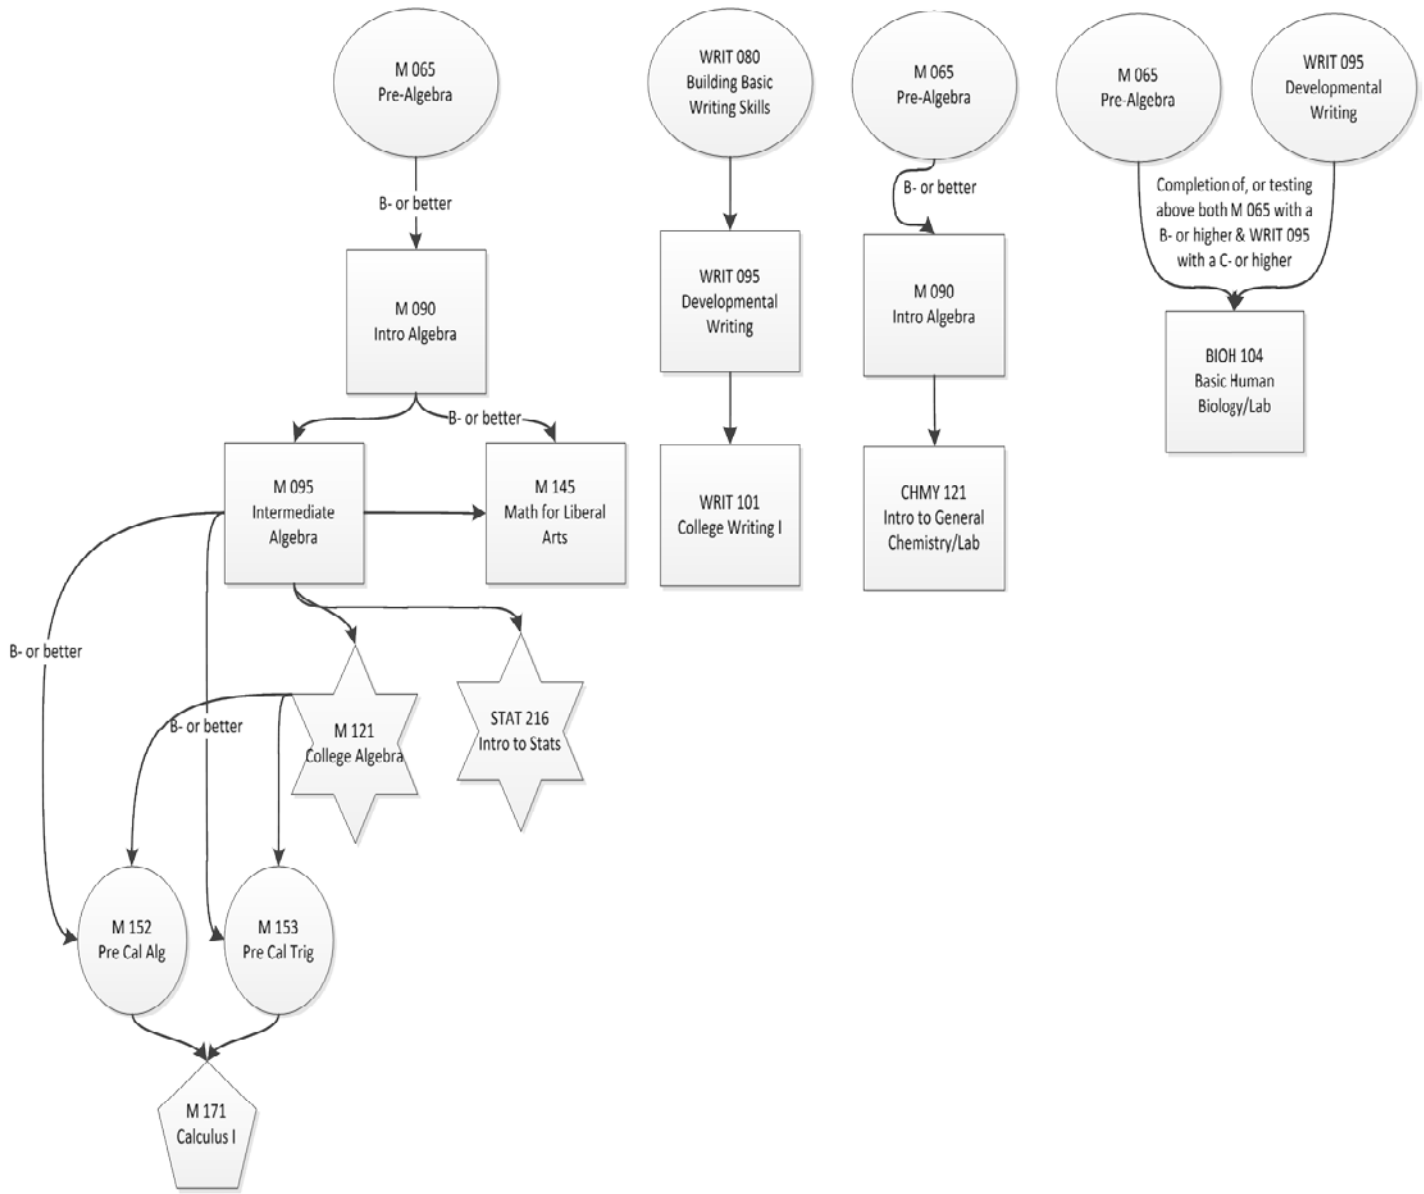 M 065
Pre-Algebra
WRIT 080
Building Basic
Writing Skills
M 065
Pre-Algebra
M 065
Pre-Algebra
WRIT 095
Developmental
Writing
B- or better
B- or better
Completion of, or testing
above both M 065 with a
B- or higher & WRIT 095
with a C- or higher
M 090
Intro Algebra
WRIT 095
Developmental
Writing
M 090
Intro Algebra
BIOH 104
Basic Human
Biology/Lab
B- or better
M 095
Intermediate
Algebra
M 145
Math for Liberal
Arts
WRIT 101
College Writing I
CHMY 121
Intro to General
Chemistry/Lab
B- or better
B- or better
M 121
College Algebra
STAT 216
Intro to Stats
M 152
Pre Cal Alg
M 153
Pre Cal Trig
M 171
Calculus I